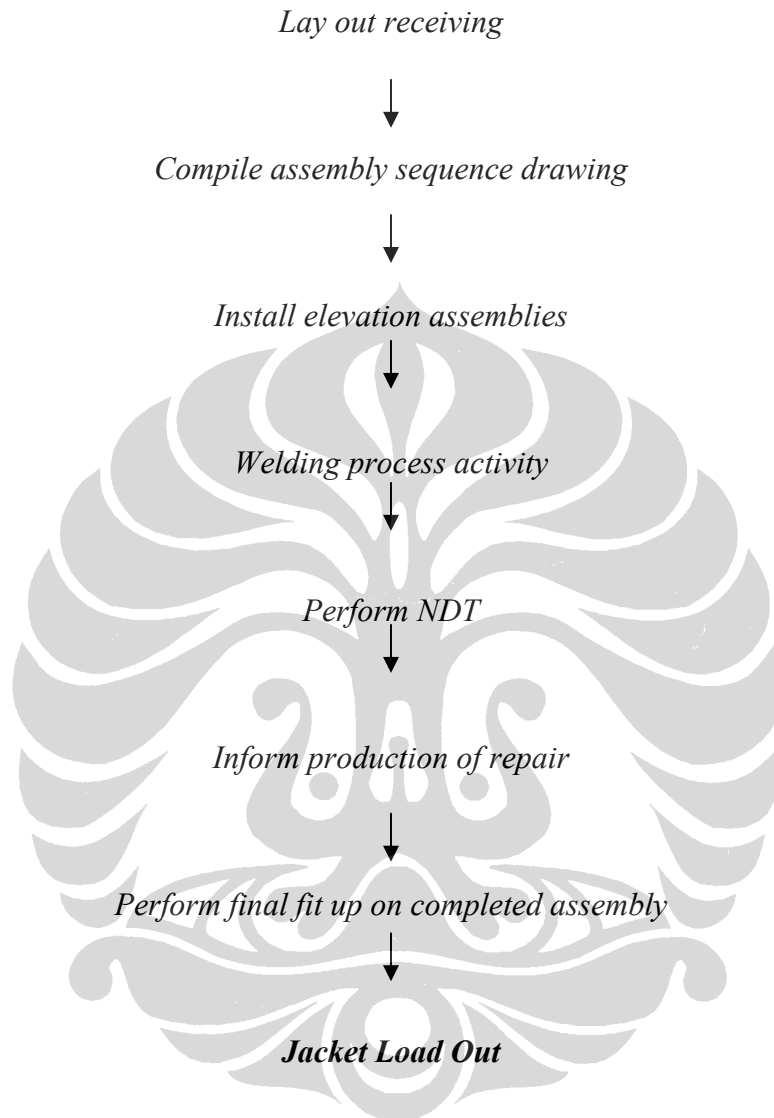 Lay out receiving
Compile assembly sequence drawing
Install elevation assemblies
Welding process activity
Perform NDT
Inform production of repair
Perform final fit up on completed assembly
Jacket Load Out